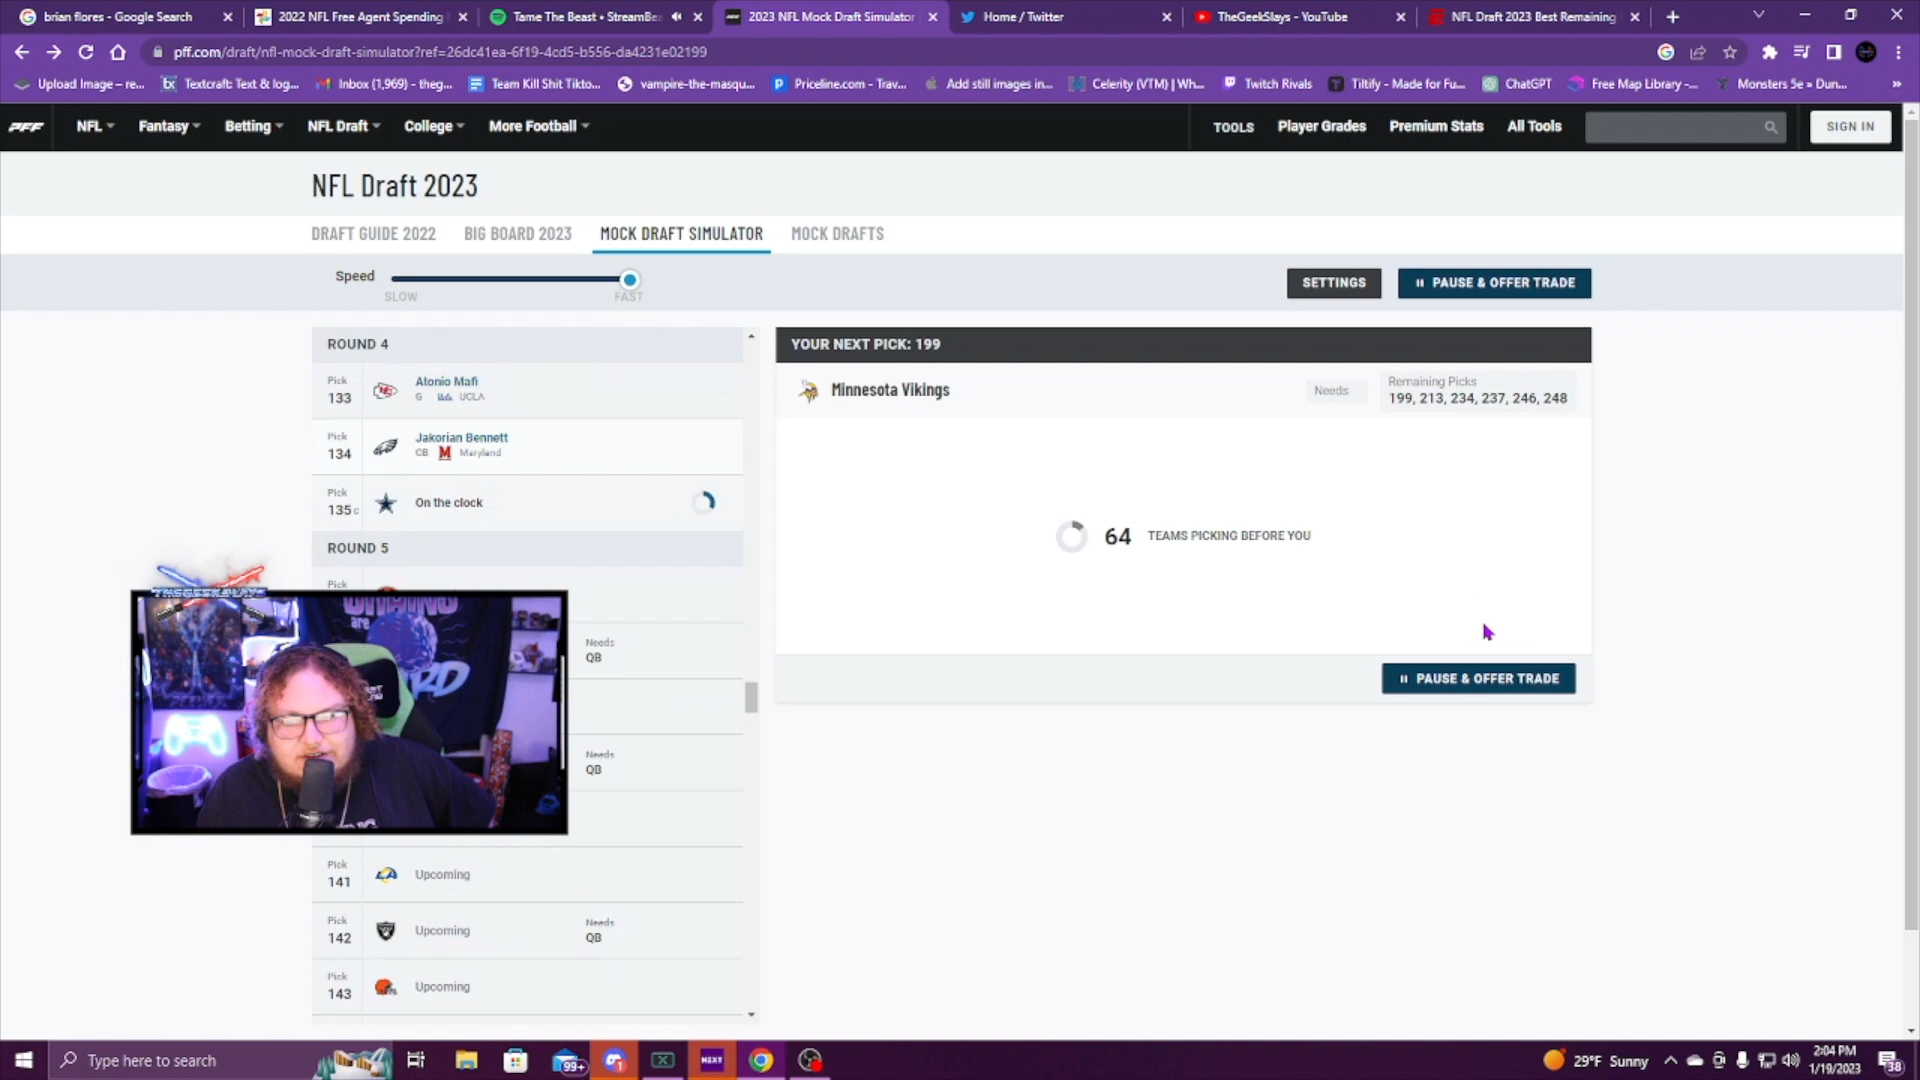 brian flores - Google Search
2022 NFL Free Agent Spending
Tame The Beast • StreamBea
2023 NFL Mock Draft Simulator
Home / Twitter
TheGeekSlays - YouTube
NFL Draft 2023 Best Remaining
pff.com/draft/nfl-mock-draft-simulator?ref=26dc41ea-6f19-4cd5-b556-da4231e02199
Upload Image – re...
Textcraft: Text & log...
Inbox (1,969) – theg...
Team Kill Shit Tikto...
vampire-the-masqu...
Priceline.com - Trav...
Add still images in...
Celerity (VTM) | Wh...
Twitch Rivals
Tiltify - Made for Fu...
ChatGPT
Free Map Library –...
Monsters 5e » Dun...
PFF
NFL
Fantasy
Betting
NFL Draft
College
More Football
TOOLS
Player Grades
Premium Stats
All Tools
SIGN IN
NFL Draft 2023
DRAFT GUIDE 2022
BIG BOARD 2023
MOCK DRAFT SIMULATOR
MOCK DRAFTS
Speed
SLOW
FAST
SETTINGS
PAUSE & OFFER TRADE
ROUND 4
Pick
133
Atonio Mafi
G UCLA
Pick
134
Jakorian Bennett
CB M Maryland
Pick
135 c
On the clock
ROUND 5
Pick
Needs
QB
Needs
QB
Pick
141
Upcoming
Pick
142
Upcoming
Needs
QB
Pick
143
Upcoming
YOUR NEXT PICK: 199
Minnesota Vikings
Needs
Remaining Picks
199, 213, 234, 237, 246, 248
64 TEAMS PICKING BEFORE YOU
PAUSE & OFFER TRADE
THEGEEKSLAYS
are
Type here to search
99+
1
NZXT
29°F Sunny
2:04 PM
1/19/2023
38